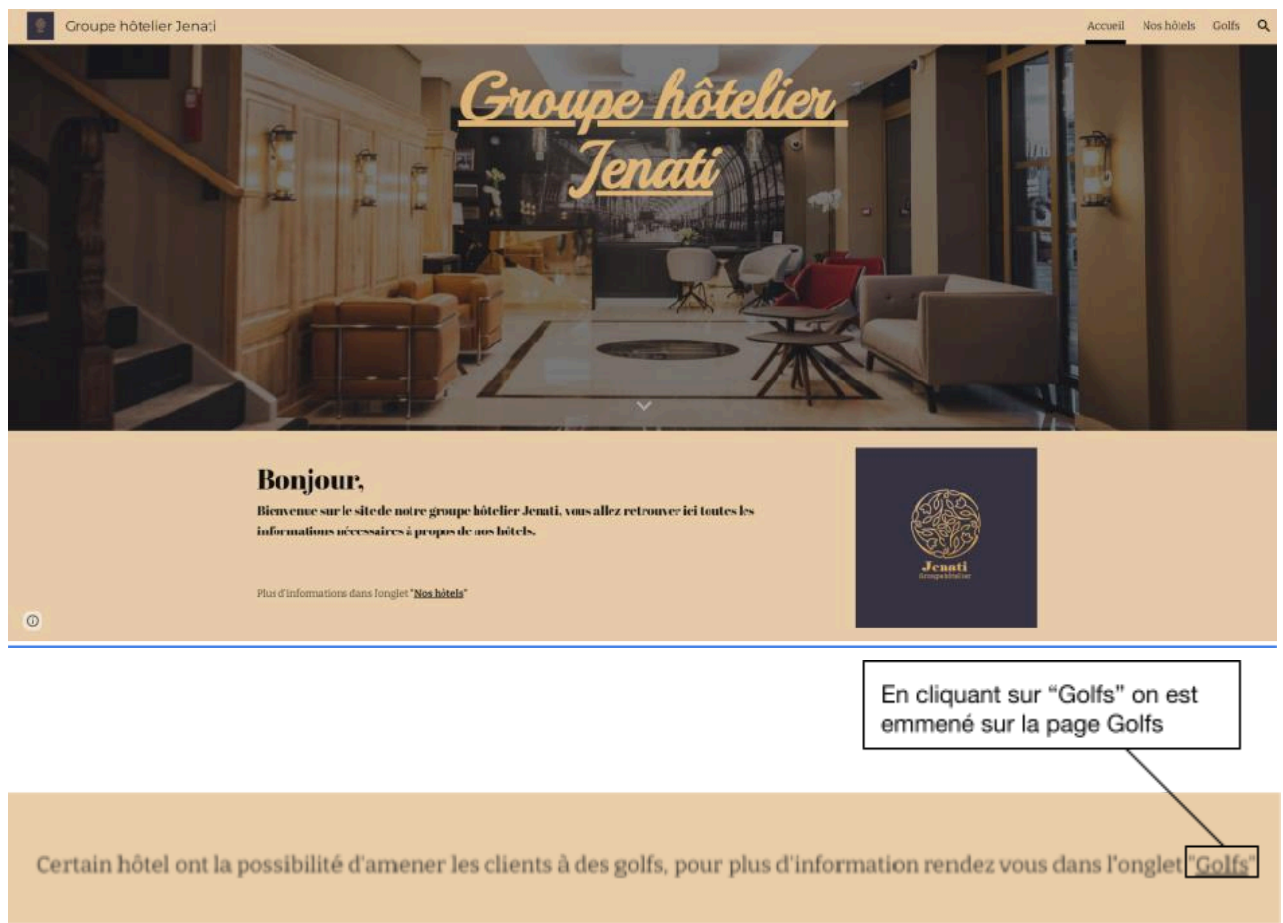 Groupe hôtelier Jenati
Accueil Nos hôtels Golfs
Groupe hôtelier
Jenati
Bonjour,
Bienvenue sur le site de notre groupe hôtelier Jenati, vous allez retrouver ici toutes les
informations nécessaires à propos de nos hôtels.
Plus d'informations dans l'onglet "Nos hôtels"
Jenati
Groupe hôtelier
En cliquant sur “Golfs” on est
emmené sur la page Golfs
Certain hôtel ont la possibilité d'amener les clients à des golfs, pour plus d'information rendez vous dans l'onglet "Golfs"